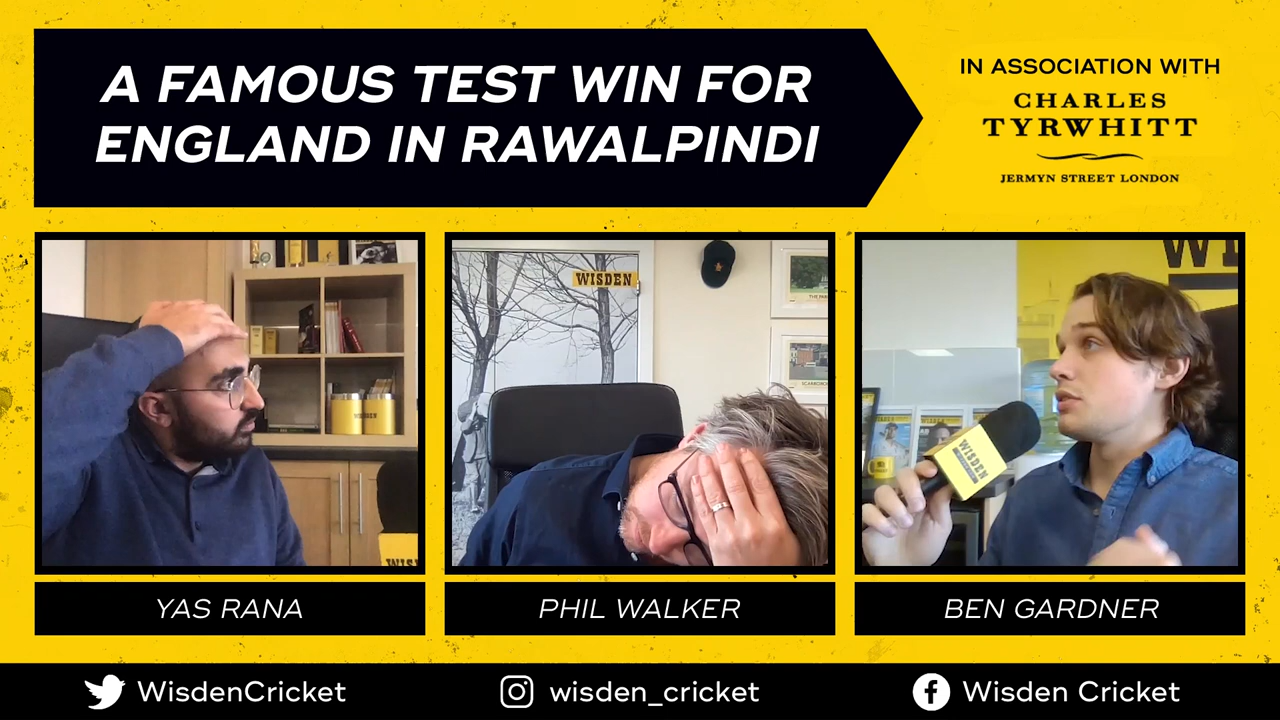 A FAMOUS TEST WIN FOR
ENGLAND IN RAWALPINDI
IN ASSOCIATION WITH
CHARLES
TYRWHITT
JERMYN STREET LONDON
WISDEN
WISDEN
WISDEN
YAS RANA
PHIL WALKER
BEN GARDNER
WisdenCricket
wisden_cricket
Wisden Cricket